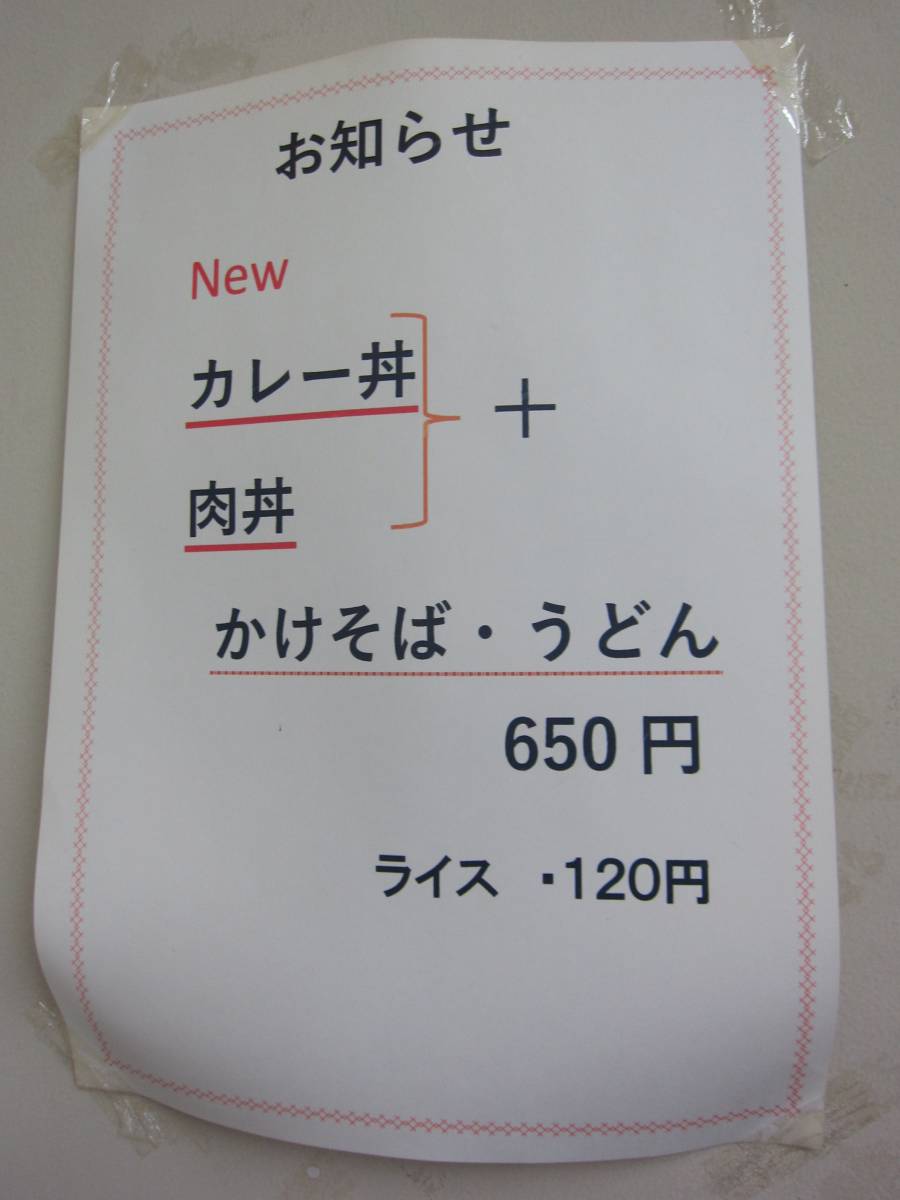 お知らせ
New
カレー丼
＋
肉丼
かけそば・うどん
650 円
ライス ・120円